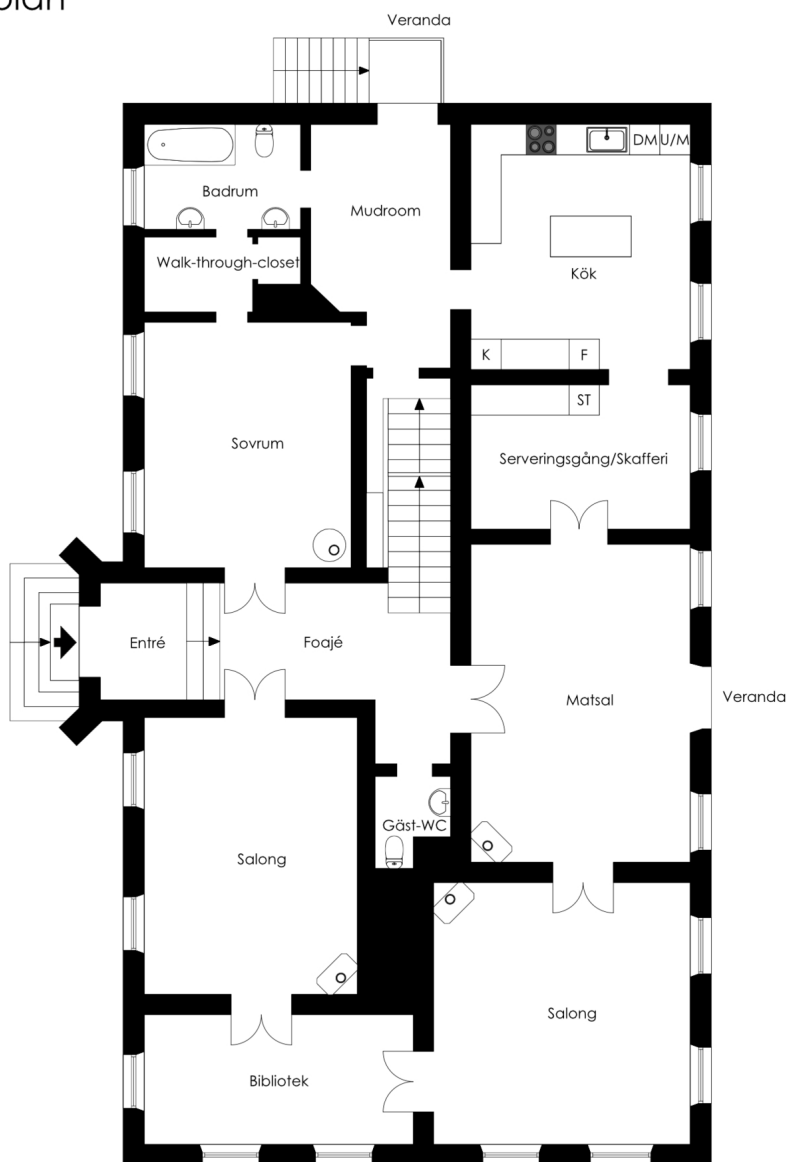 plan
Veranda
Badrum
Mudroom
DM U/M
Walk-through-closet
Kök
K
F
ST
Sovrum
Serveringsgång/Skafferi
Entré
Foajé
Matsal
Veranda
Gäst-WC
Salong
Salong
Bibliotek